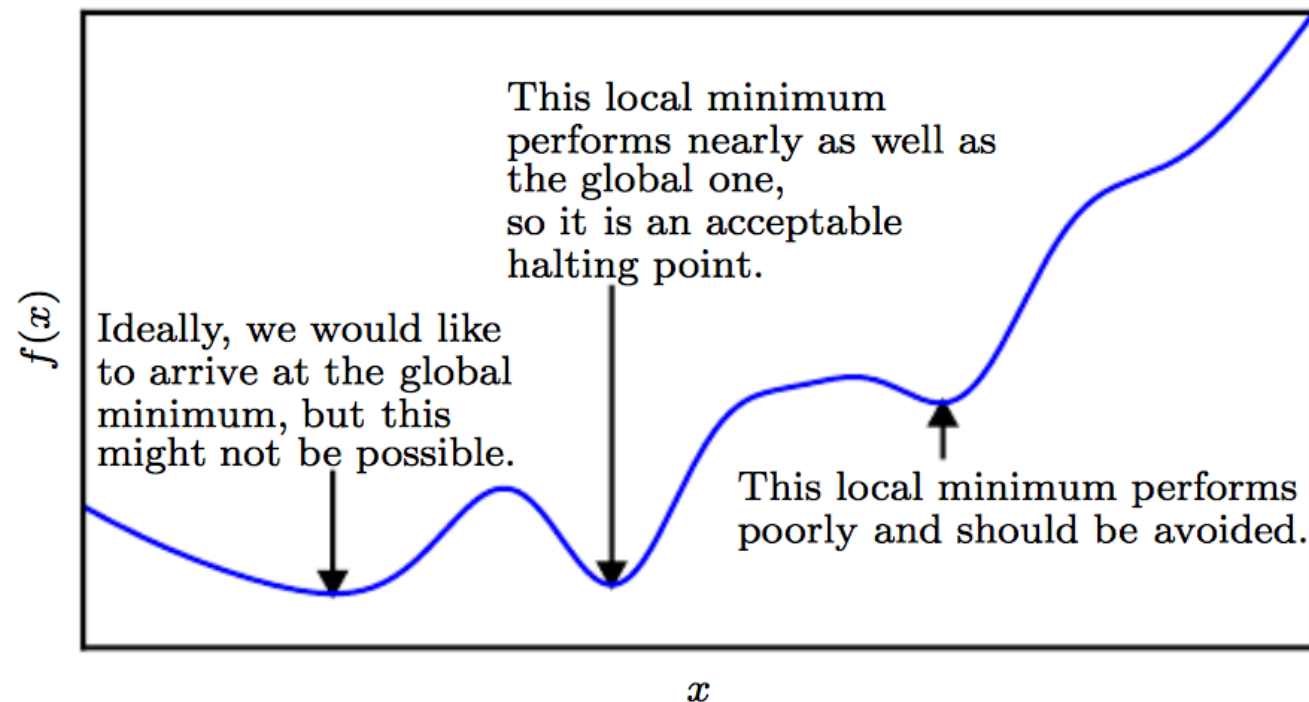 This local minimum
performs nearly as well as
the global one,
so it is an acceptable
halting point.
Ideally, we would like
to arrive at the global
minimum, but this
might not be possible.
This local minimum performs
poorly and should be avoided.
f(x)
x